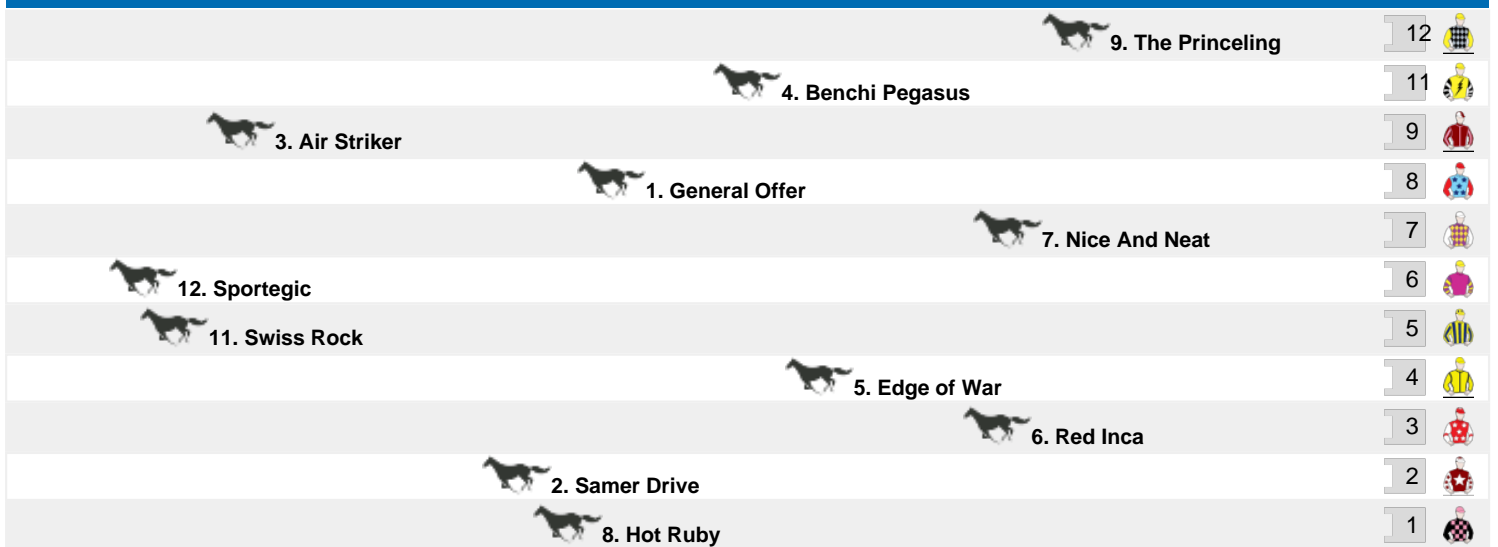 9. The Princeling 12
4. Benchi Pegasus 11
3. Air Striker 9
1. General Offer 8
7. Nice And Neat 7
12. Sportegic 6
11. Swiss Rock 5
5. Edge of War 4
6. Red Inca 3
2. Samer Drive 2
8. Hot Ruby 1